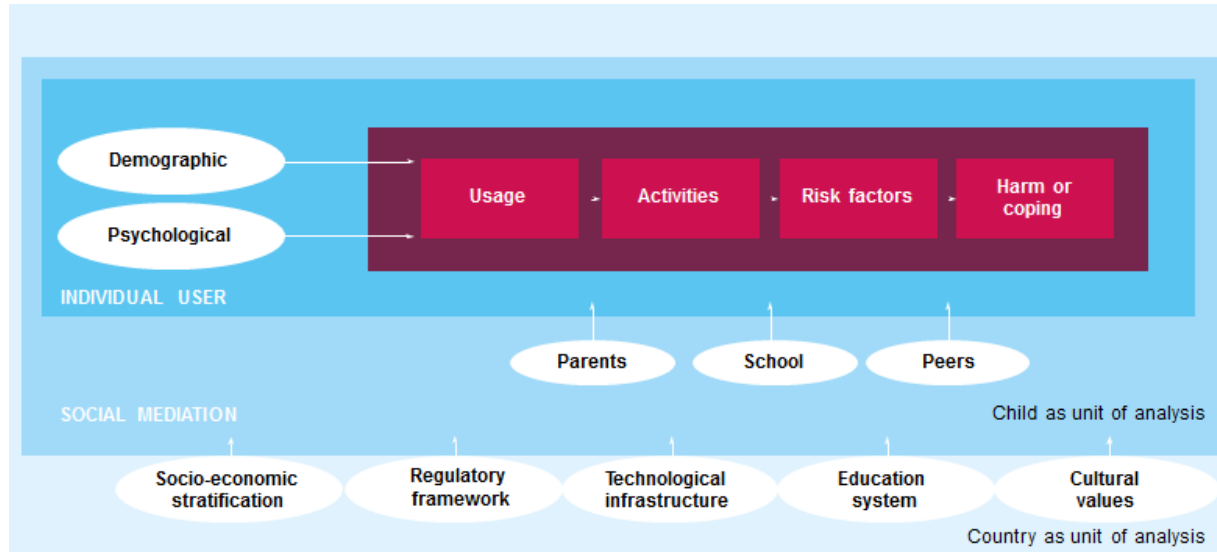 Demographic
Psychological
Usage
Activities
Risk factors
Harm or
coping
INDIVIDUAL USER
Parents
School
Peers
SOCIAL MEDIATION
Child as unit of analysis
Socio-economic
stratification
Regulatory
framework
Technological
infrastructure
Education
system
Cultural
values
Country as unit of analysis